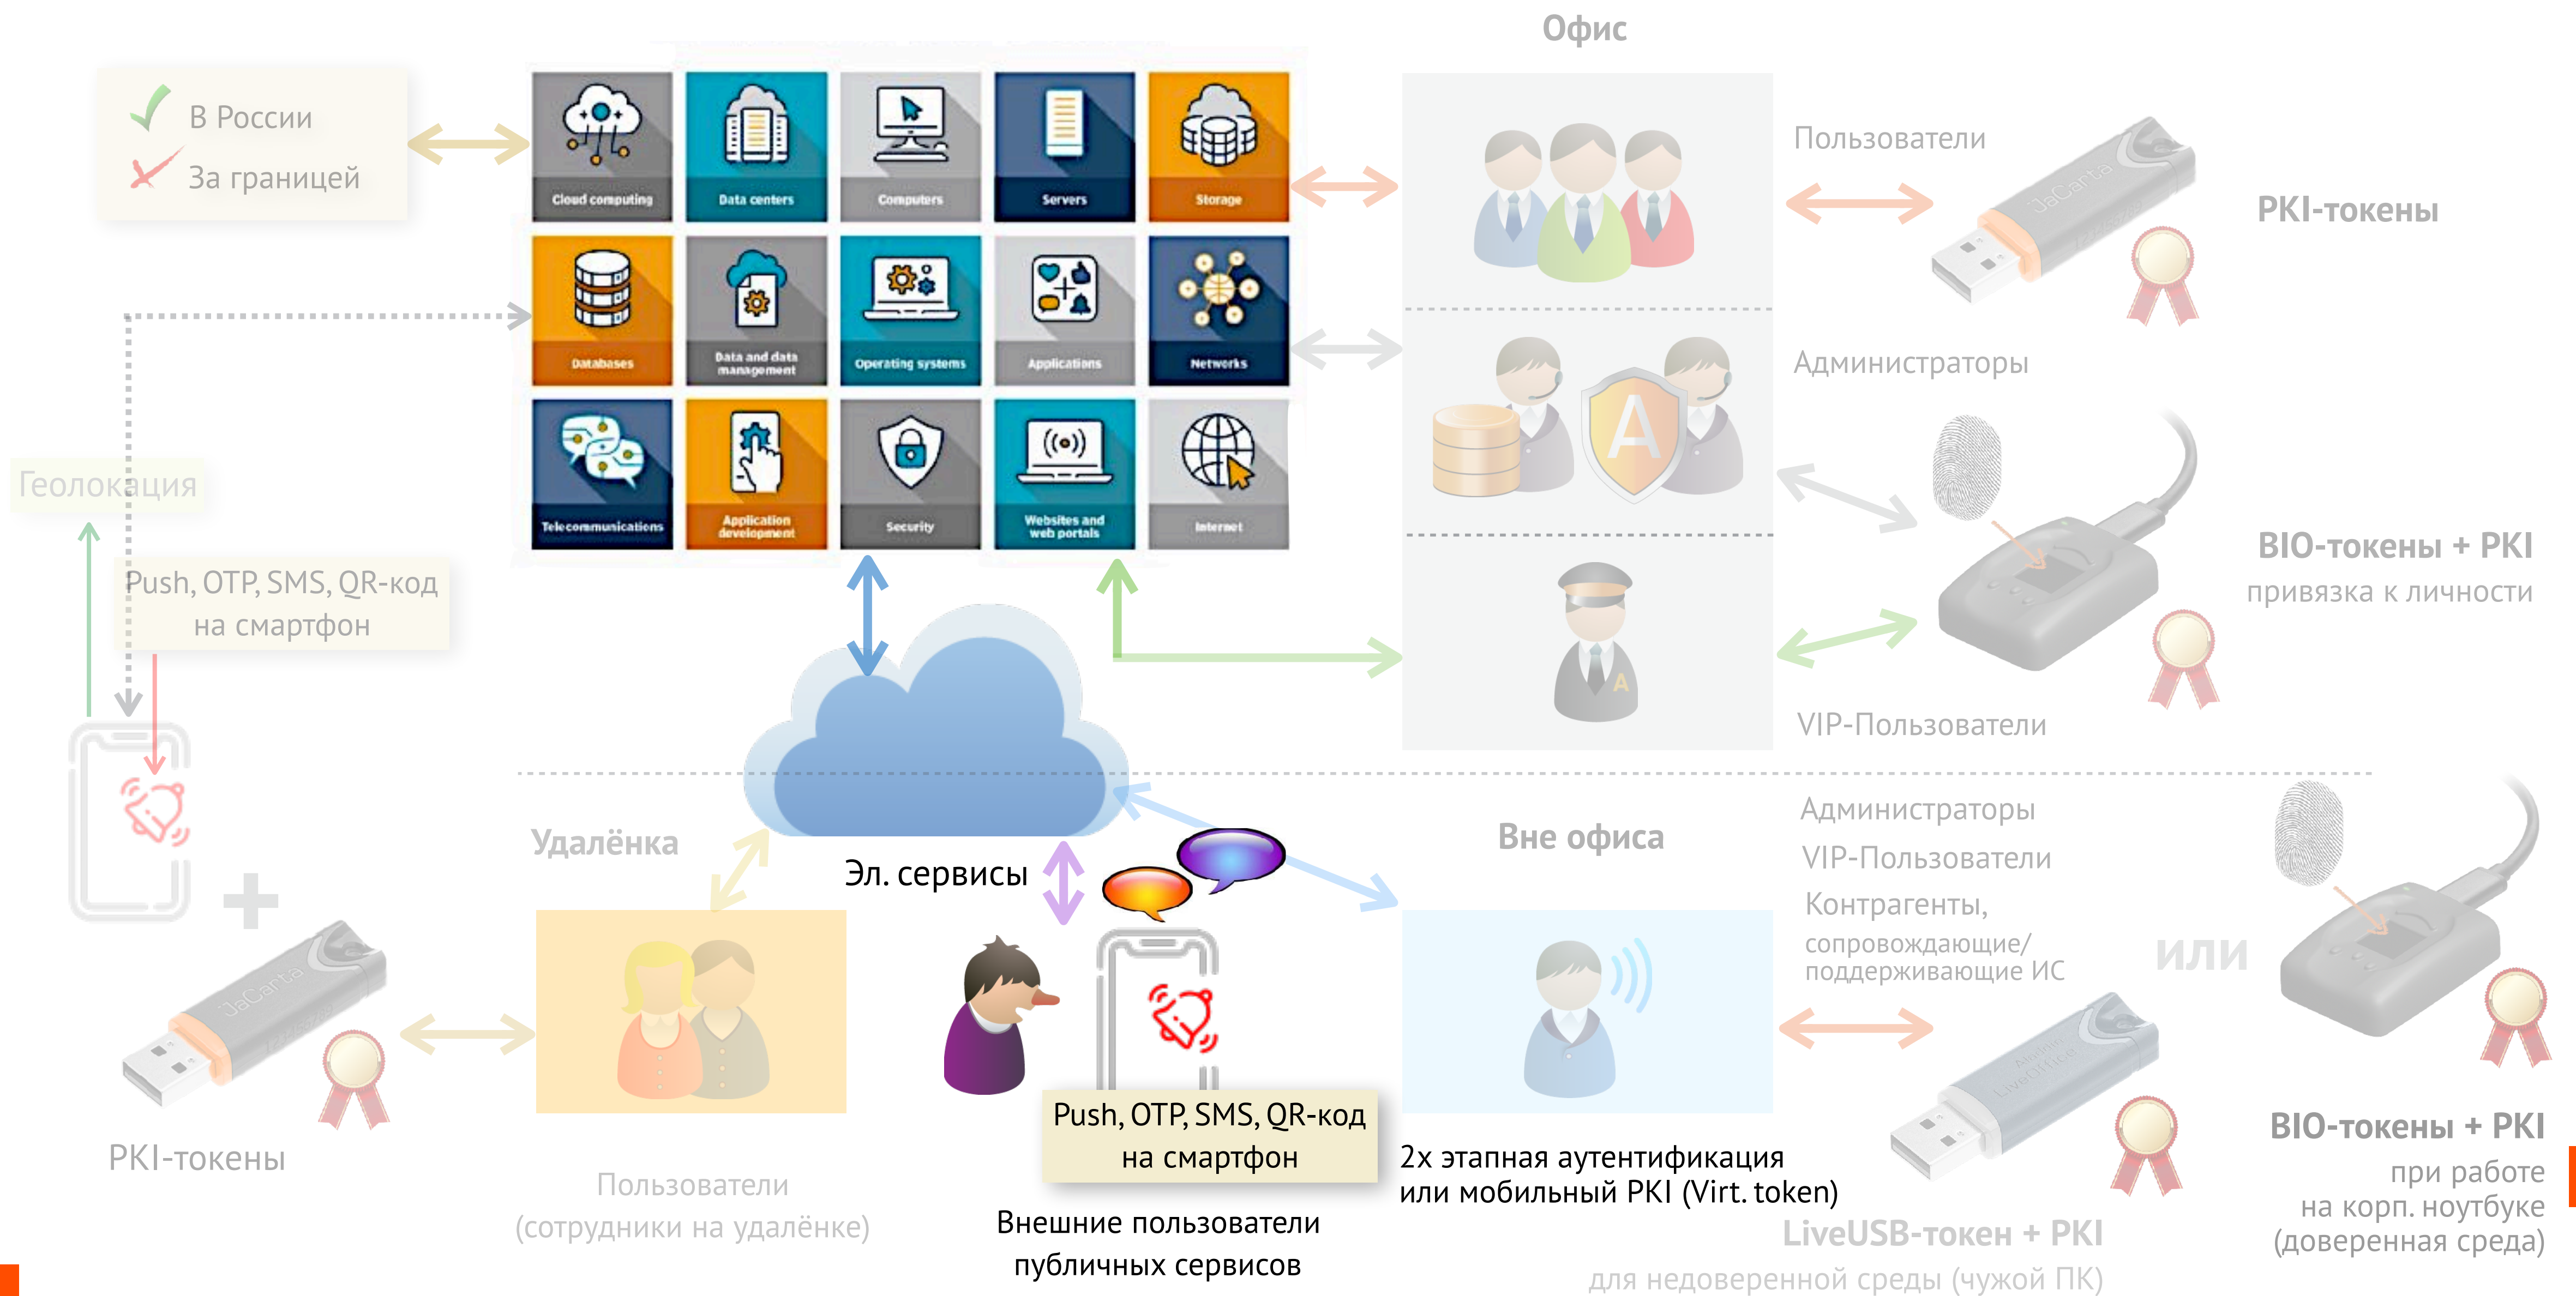 Офис
В России
За границей
Cloud computing
Data centers
Computers
Servers
Storage
Databases
Data and data
management
Operating systems
Applications
Networks
Telecommunications
Application
development
Security
Websites and
web portals
Internet
Пользователи
JaCarta
PKI-токены
Администраторы
A
BIO-токены + PKI
привязка к личности
A
VIP-Пользователи
Геолокация
Push, OTP, SMS, QR-код
на смартфон
JaCarta
PKI-токены
Удалёнка
Пользователи
(сотрудники на удалёнке)
Эл. сервисы
Push, OTP, SMS, QR-код
на смартфон
Внешние пользователи
публичных сервисов
Вне офиса
2х этапная аутентификация
или мобильный PKI (Virt. token)
Администраторы
VIP-Пользователи
Контрагенты,
сопровождающие/
поддерживающие ИС
или
Aladdin
LiveOffice
LiveUSB-токен + PKI
для недоверенной среды (чужой ПК)
BIO-токены + PKI
при работе
на корп. ноутбуке
(доверенная среда)